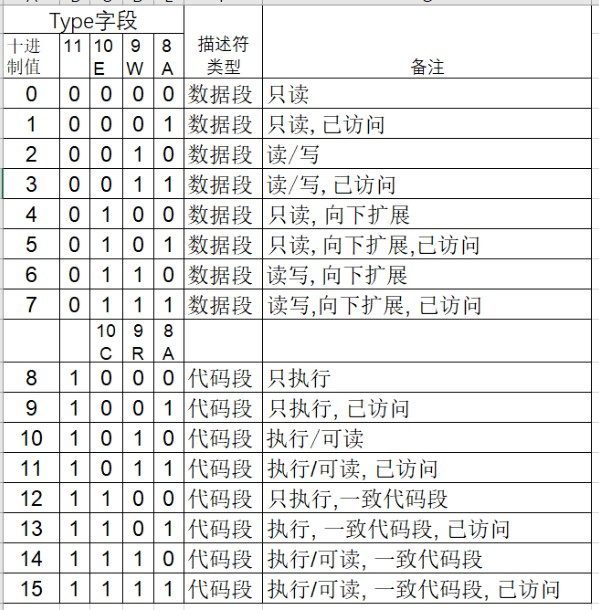 Type字段
十进制值 11 10 E 9 W 8 A 描述符类型 备注
0 0 0 0 0 数据段 只读
1 0 0 0 1 数据段 只读, 已访问
2 0 0 1 0 数据段 读/写
3 0 0 1 1 数据段 读/写, 已访问
4 0 1 0 0 数据段 只读, 向下扩展
5 0 1 0 1 数据段 只读, 向下扩展,已访问
6 0 1 1 0 数据段 读写, 向下扩展
7 0 1 1 1 数据段 读写,向下扩展, 已访问
10 C 9 R 8 A
8 1 0 0 0 代码段 只执行
9 1 0 0 1 代码段 只执行, 已访问
10 1 0 1 0 代码段 执行/可读
11 1 0 1 1 代码段 执行/可读, 已访问
12 1 1 0 0 代码段 只执行,一致代码段
13 1 1 0 1 代码段 执行, 一致代码段, 已访问
14 1 1 1 0 代码段 执行/可读, 一致代码段
15 1 1 1 1 代码段 执行/可读, 一致代码段, 已访问